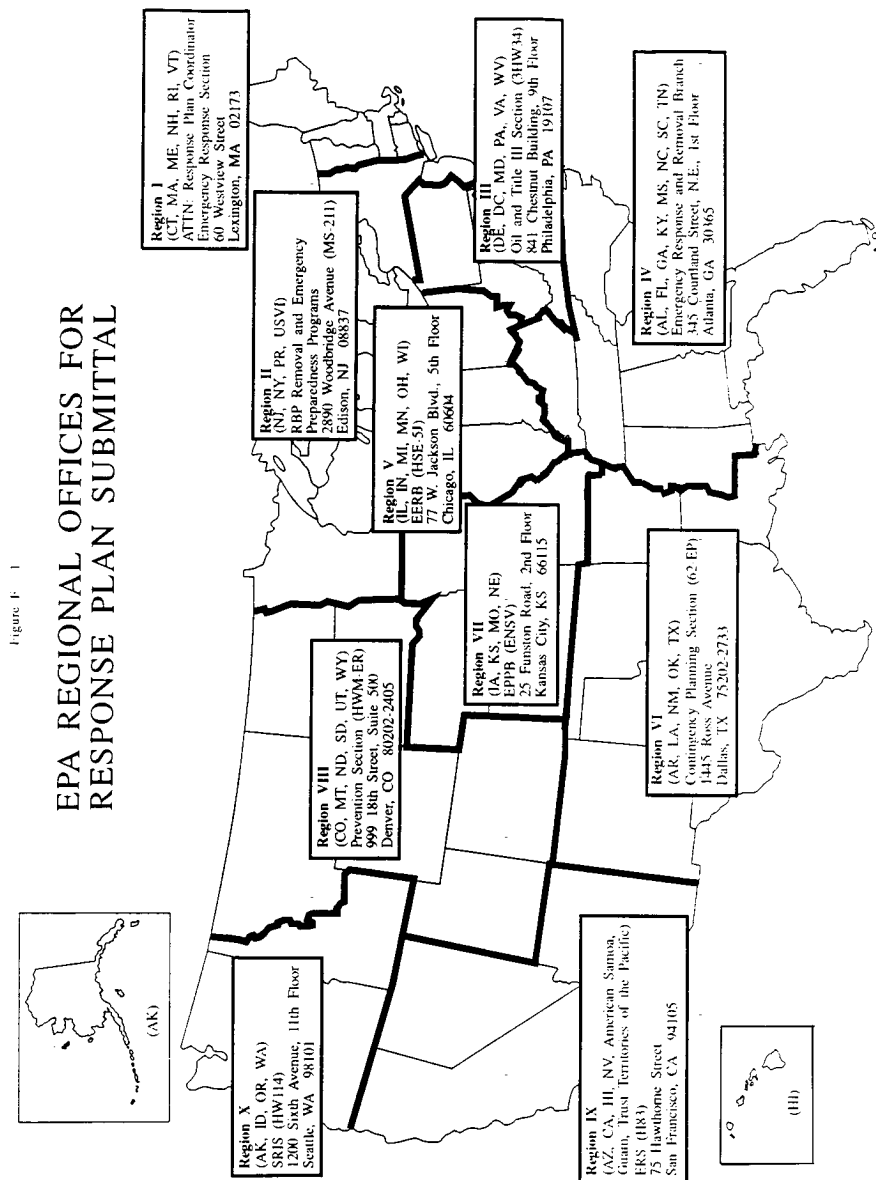 Figure F-1
EPA REGIONAL OFFICES FOR
RESPONSE PLAN SUBMITTAL
(AK)
Region X
(AK, ID, OR, WA)
SRIS (HW114)
1200 Sixth Avenue, 11th Floor
Seattle, WA 98101
Region VIII
(CO, MT, ND, SD, UT, WY)
Prevention Section (HWM-ER)
999 18th Street, Suite 500
Denver, CO 80202-2405
Region V
(IL, IN, MI, MN, OH, WI)
EERB (HSE-5J)
77 W. Jackson Blvd., 5th Floor
Chicago, IL 60604
Region II
(NJ, NY, PR, USVI)
RBP Removal and Emergency
Preparedness Programs
2890 Woodbridge Avenue (MS-211)
Edison, NJ 08837
Region I
(CT, MA, ME, NH, RI, VT)
ATTN: Response Plan Coordinator
Emergency Response Section
60 Westview Street
Lexington, MA 02173
Region VII
(IA, KS, MO, NE)
EPPB (ENSV)
25 Funston Road, 2nd Floor
Kansas City, KS 66115
Region III
(DE, DC, MD, PA, VA, WV)
Oil and Title III Section (3HW34)
841 Chestnut Building, 9th Floor
Philadelphia, PA 19107
Region IX
(AZ, CA, HI, NV, American Samoa,
Guam, Trust Territories of the Pacific)
ERS (H83)
75 Hawthorne Street
San Francisco, CA 94105
Region VI
(AR, LA, NM, OK, TX)
Contingency Planning Section (62 EP)
1445 Ross Avenue
Dallas, TX 75202-2733
Region IV
(AL, FL, GA, KY, MS, NC, SC, TN)
Emergency Response and Removal Branch
345 Courtland Street, N.E., 1st Floor
Atlanta, GA 30365
(HI)